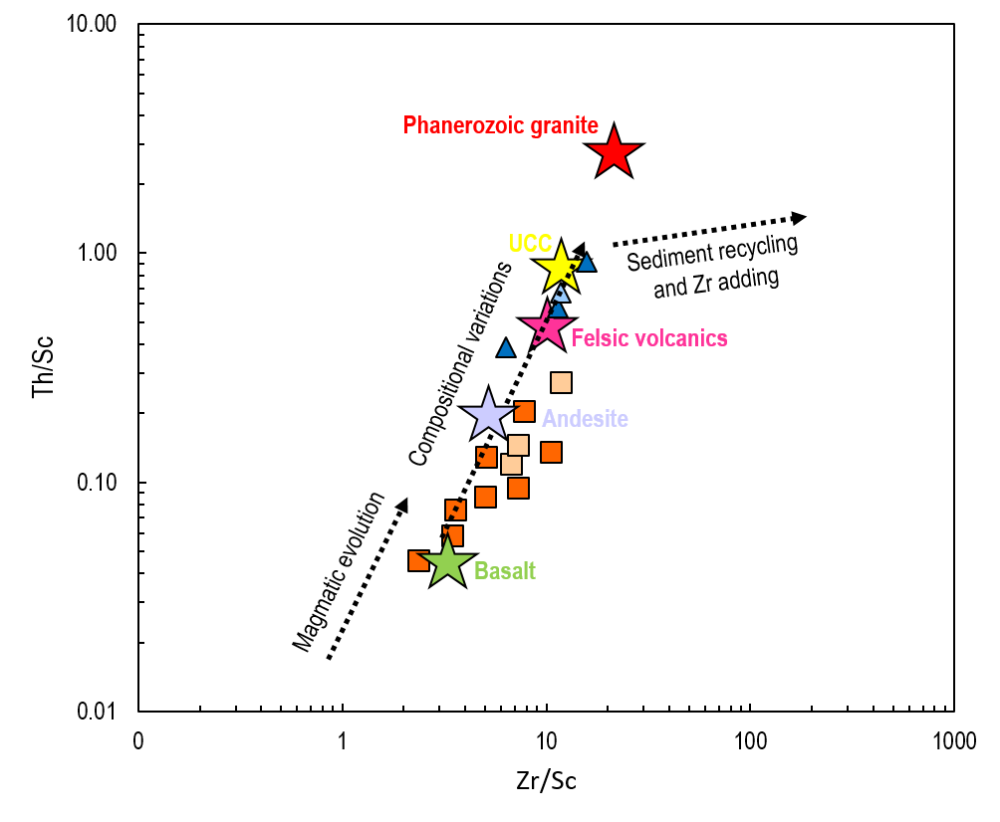 10.00
Phanerozoic granite
UCC
1.00
Sediment recycling
and Zr adding
Compositional variations
Felsic volcanics
Th/Sc
Andesite
0.10
Magmatic evolution
Basalt
0.01
0 1 10 100 1000
Zr/Sc